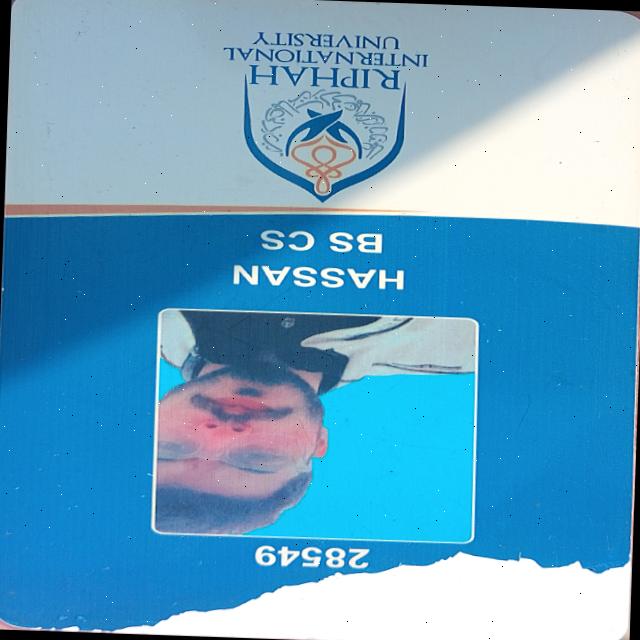 28549
HASSAN
BS CS
RIPHAH
INTERNATIONAL
UNIVERSITY